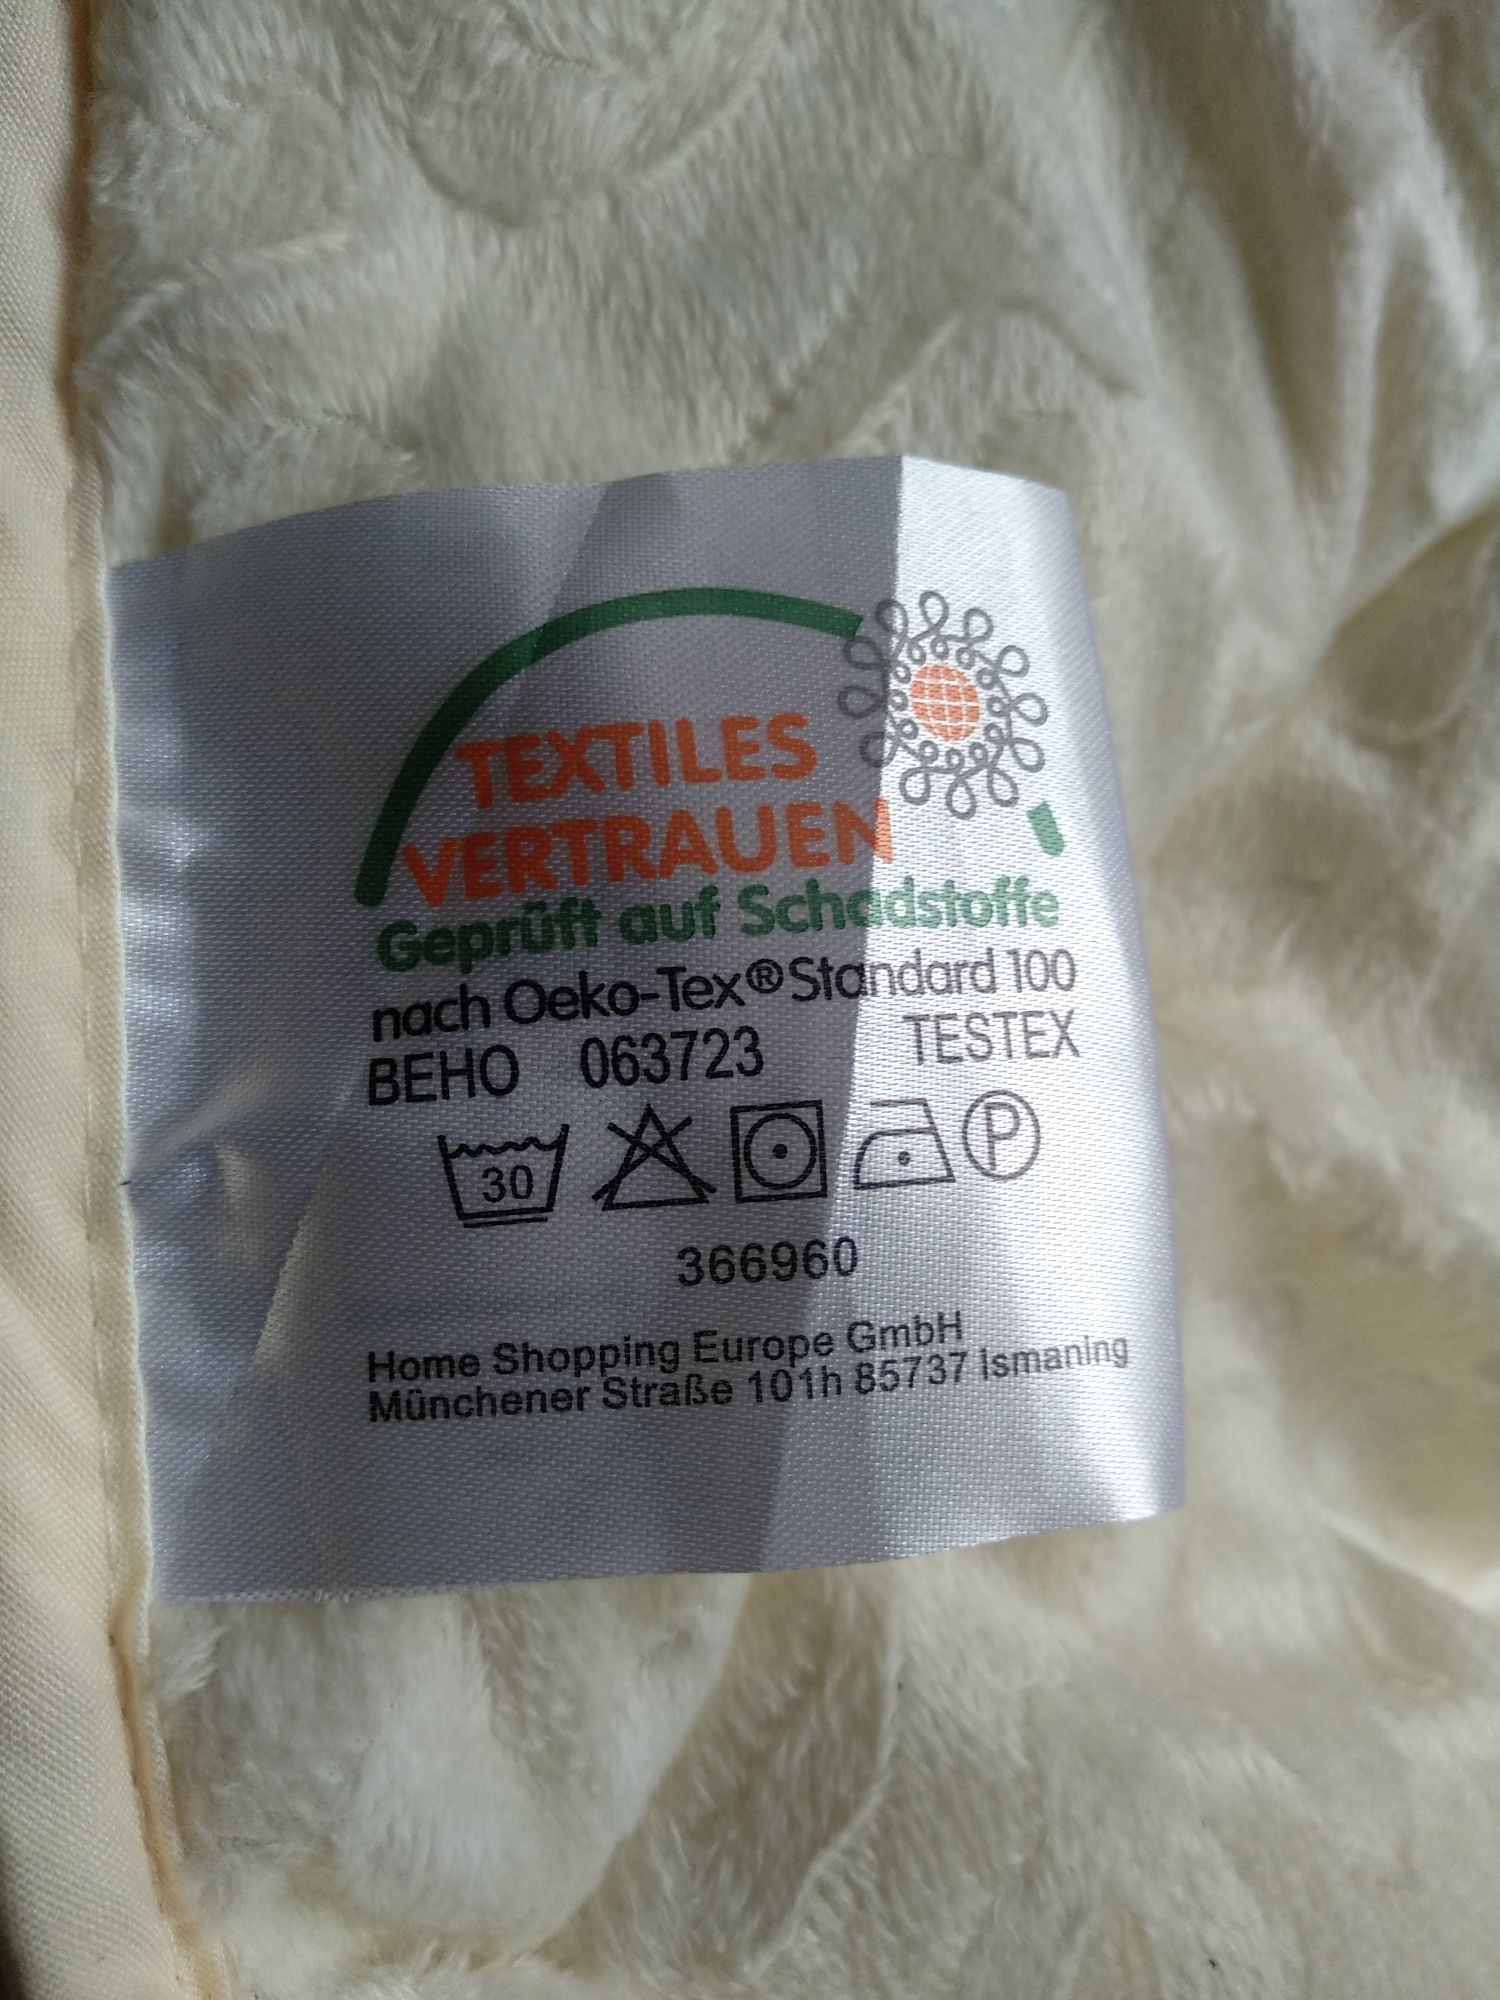 TEXTILES
VERTRAUEN
Geprüft auf Schadstoffe
nach Oeko-Tex® Standard 100
BEHO 063723 TESTEX
30 P
366960
Home Shopping Europe GmbH
Münchener Straße 101h 85737 Ismaning